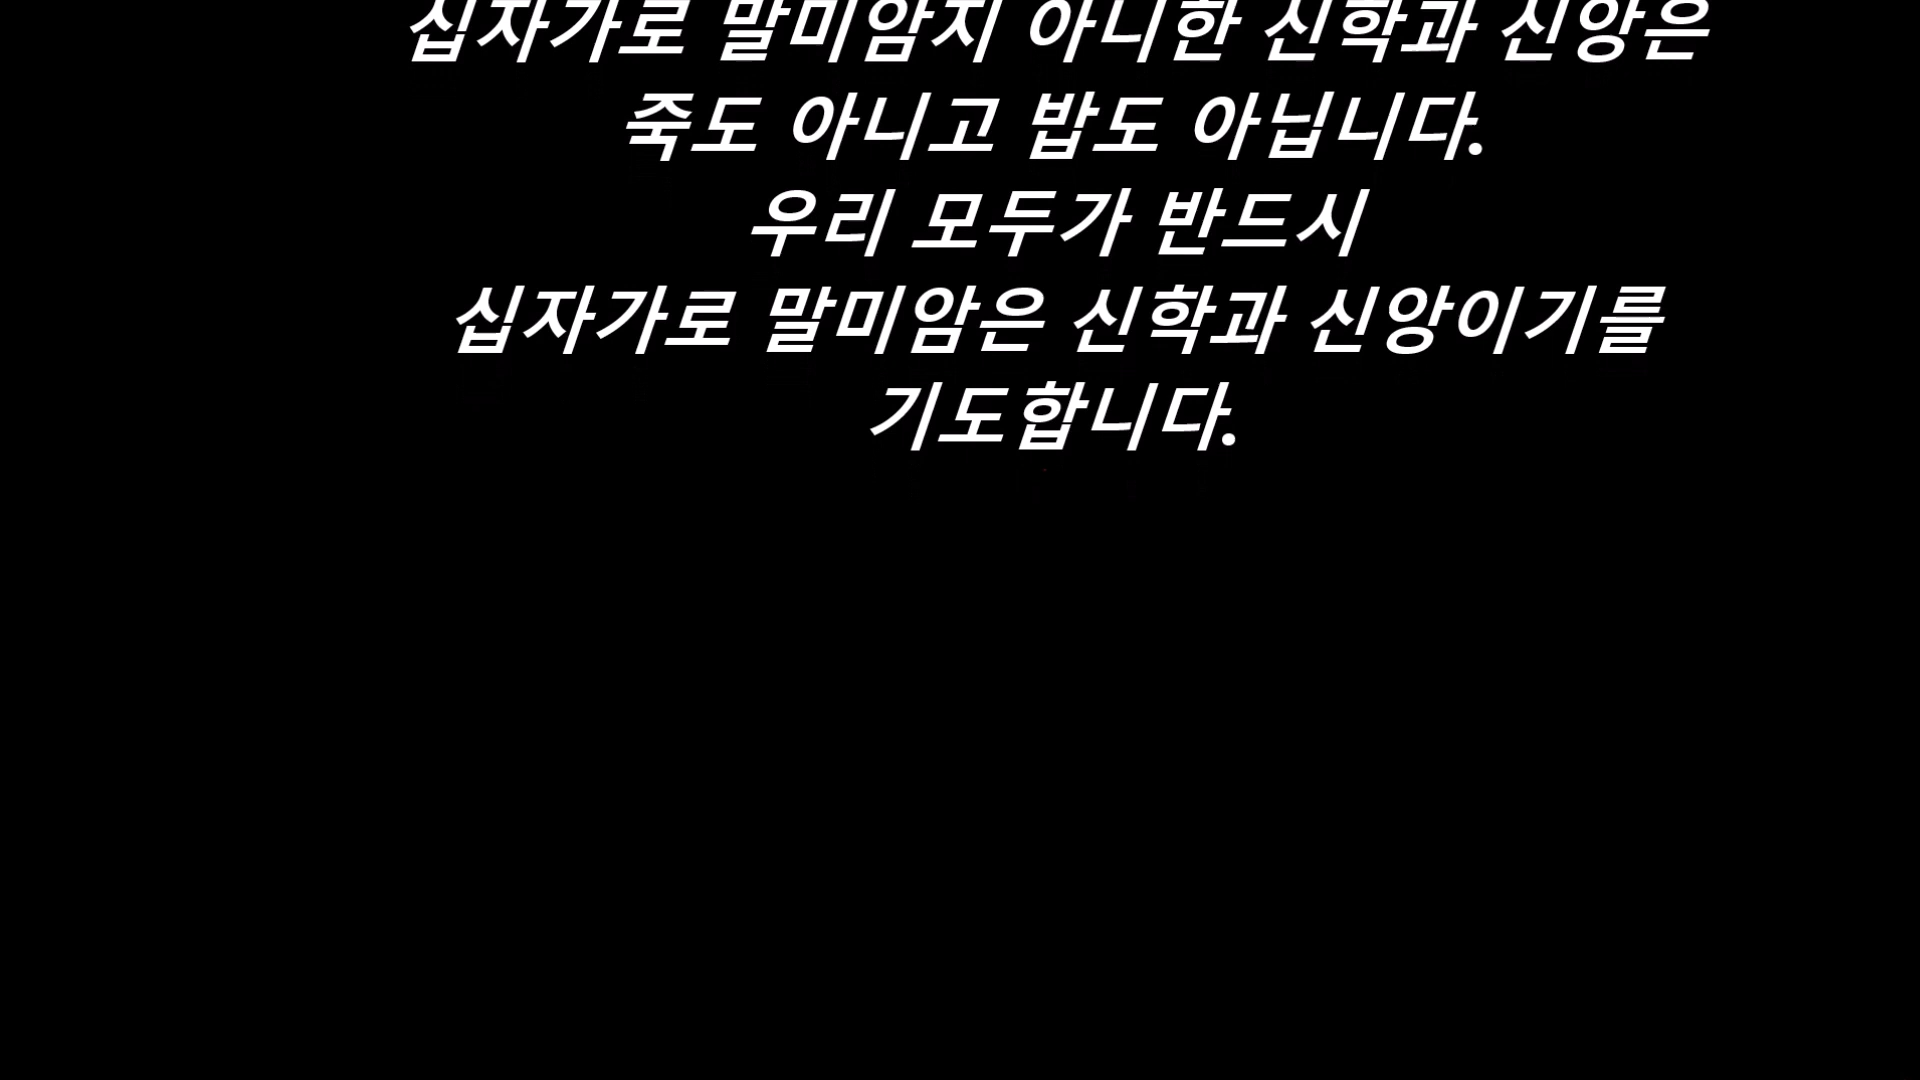 십자가로 말미암지 아니한 신학과 신앙은
죽도 아니고 밥도 아닙니다.
우리 모두가 반드시
십자가로 말미암은 신학과 신앙이기를
기도합니다.